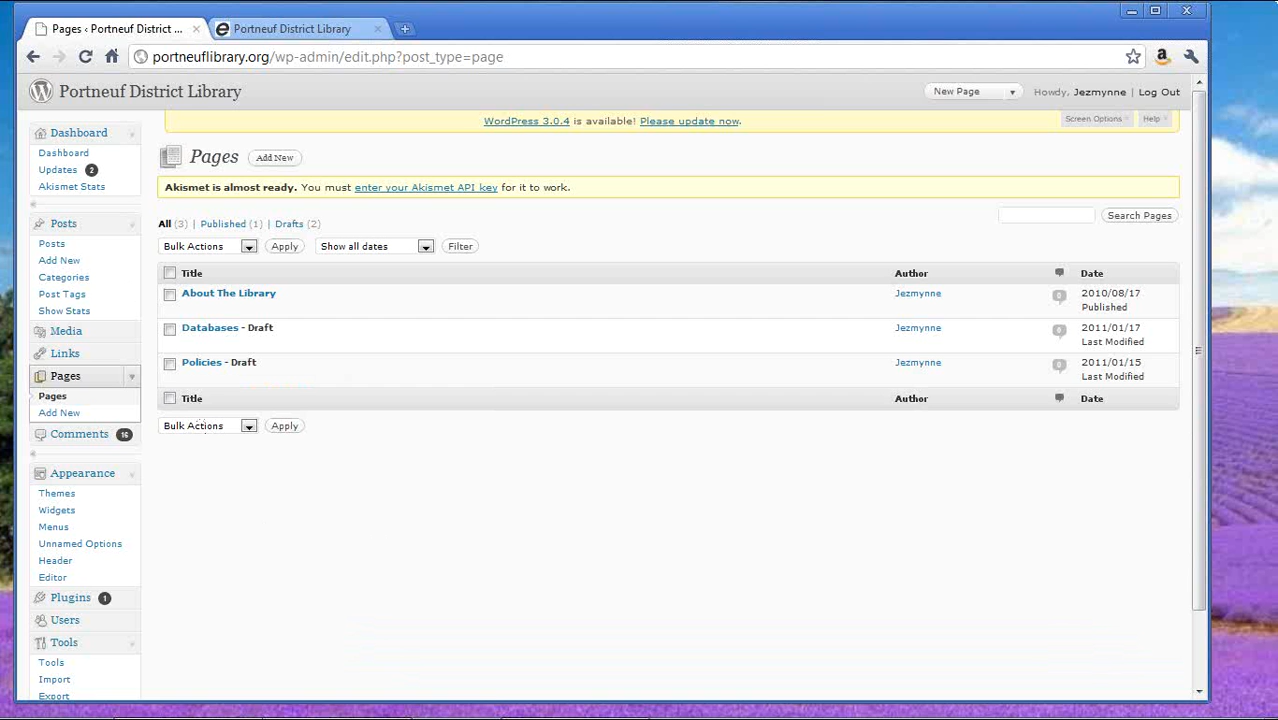 Pages ‹ Portneuf District ...
Portneuf District Library
portneuflibrary.org/wp-admin/edit.php?post_type=page
Portneuf District Library
New Page
Howdy, Jezmynne | Log Out
WordPress 3.0.4 is available! Please update now.
Screen Options
Help
Dashboard
Dashboard
Updates 2
Akismet Stats
Posts
Posts
Add New
Categories
Post Tags
Show Stats
Media
Links
Pages
Pages
Add New
Comments 16
Appearance
Themes
Widgets
Menus
Unnamed Options
Header
Editor
Plugins 1
Users
Tools
Tools
Import
Export
Pages Add New
Akismet is almost ready. You must enter your Akismet API key for it to work.
All (3) | Published (1) | Drafts (2)
Search Pages
Bulk Actions Apply Show all dates Filter
Title Author Date
About The Library Jezmynne 0 2010/08/17
Published
Databases - Draft Jezmynne 0 2011/01/17
Last Modified
Policies - Draft Jezmynne 0 2011/01/15
Last Modified
Title Author Date
Bulk Actions Apply